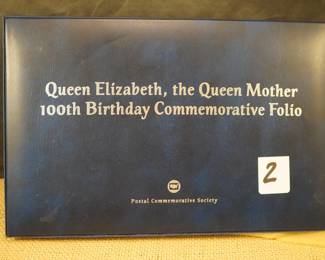 Queen Elizabeth, the Queen Mother
100th Birthday Commemorative Folio
2
Postal Commemorative Society